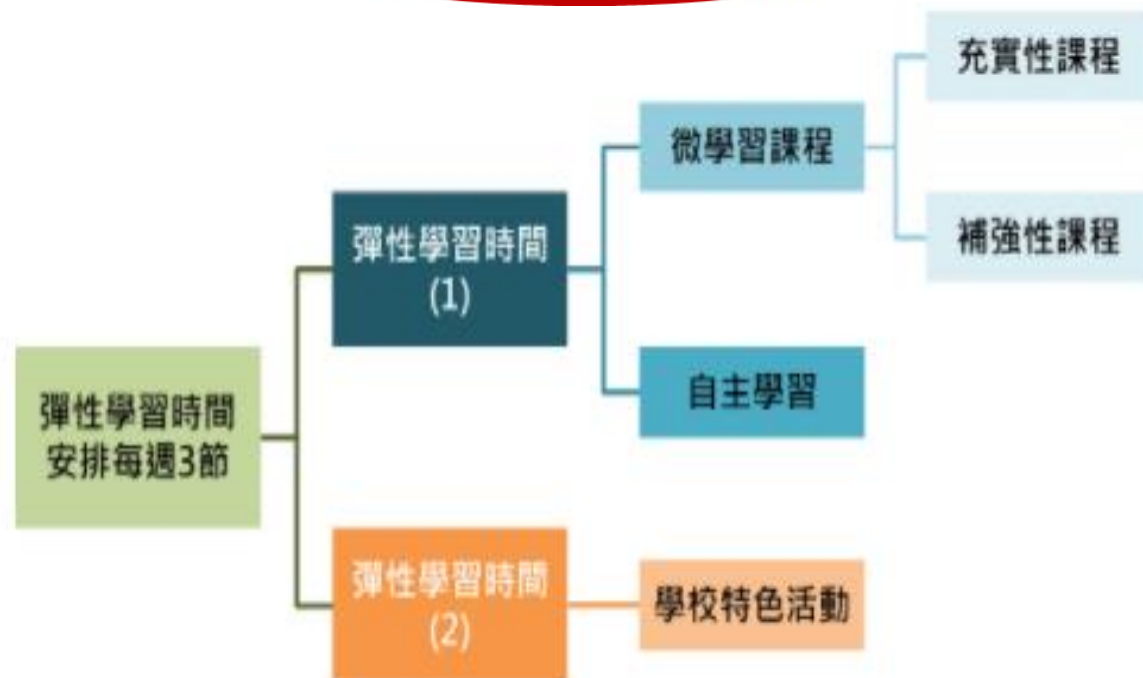 充實性課程
微學習課程
補強性課程
彈性學習時間
(1)
自主學習
彈性學習時間
安排每週3節
彈性學習時間
(2)
學校特色活動